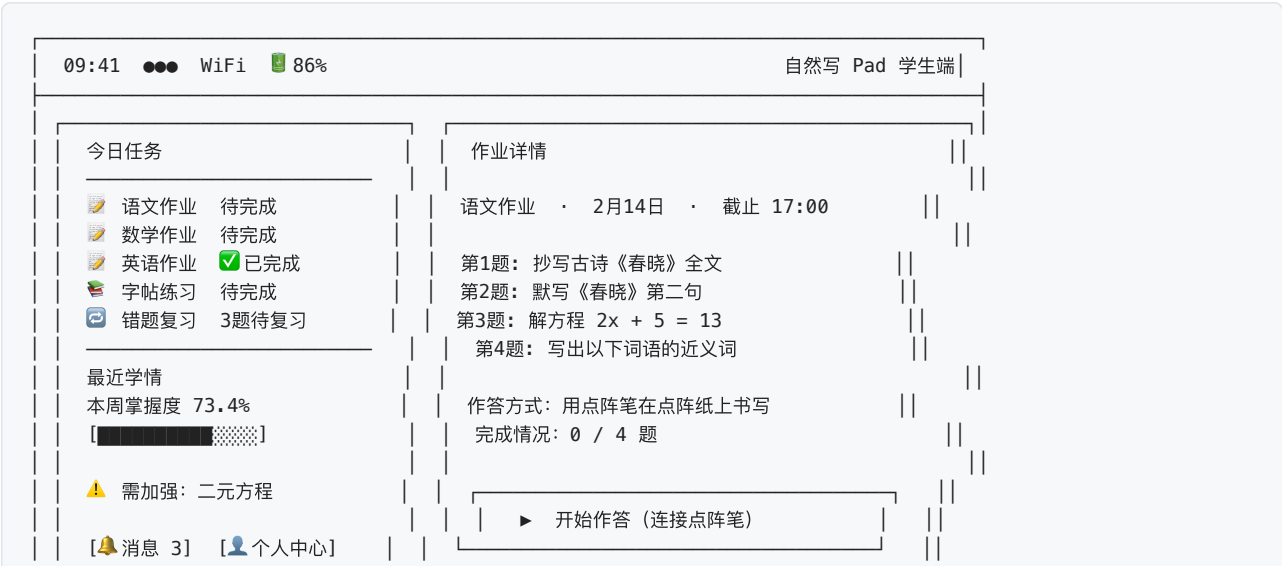 09:41 ●●● WiFi 🔋86% 自然写 Pad 学生端
今日任务 作业详情
📝 语文作业 待完成 语文作业 · 2月14日 · 截止 17:00
📝 数学作业 待完成
📝 英语作业 ✅已完成 第1题: 抄写古诗《春晓》全文
📚 字帖练习 待完成 第2题: 默写《春晓》第二句
🔁 错题复习 3题待复习 第3题: 解方程 2x + 5 = 13
第4题: 写出以下词语的近义词
最近学情
本周掌握度 73.4% 作答方式: 用点阵笔在点阵纸上书写
[██████████░░░░] 完成情况: 0 / 4 题
⚠️ 需加强: 二元方程
▶ 开始作答 (连接点阵笔)
[🔔消息 3] [👤个人中心]